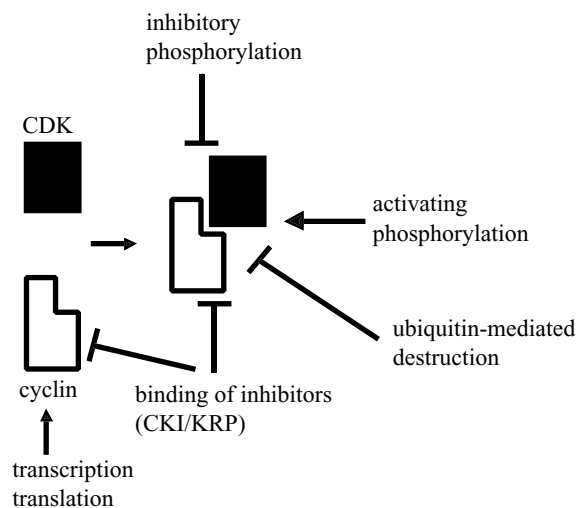 inhibitory
phosphorylation
CDK
activating
phosphorylation
ubiquitin-mediated
destruction
cyclin
binding of inhibitors
(CKI/KRP)
transcription
translation